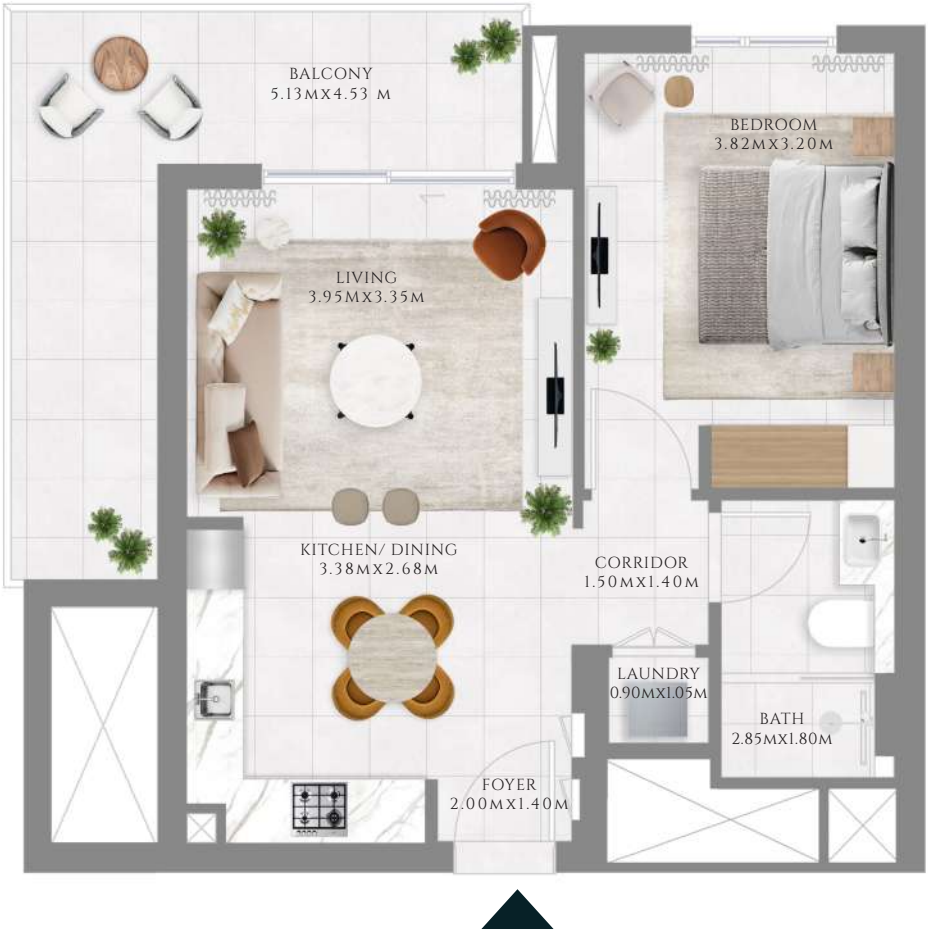 BALCONY
5.13MX4.53 M
BEDROOM
3.82MX3.20M
LIVING
3.95MX3.35M
KITCHEN/ DINING
3.38MX2.68M
CORRIDOR
1.50MX1.40M
LAUNDRY
0.90MX1.05M
BATH
2.85MX1.80M
FOYER
2.00MX1.40M